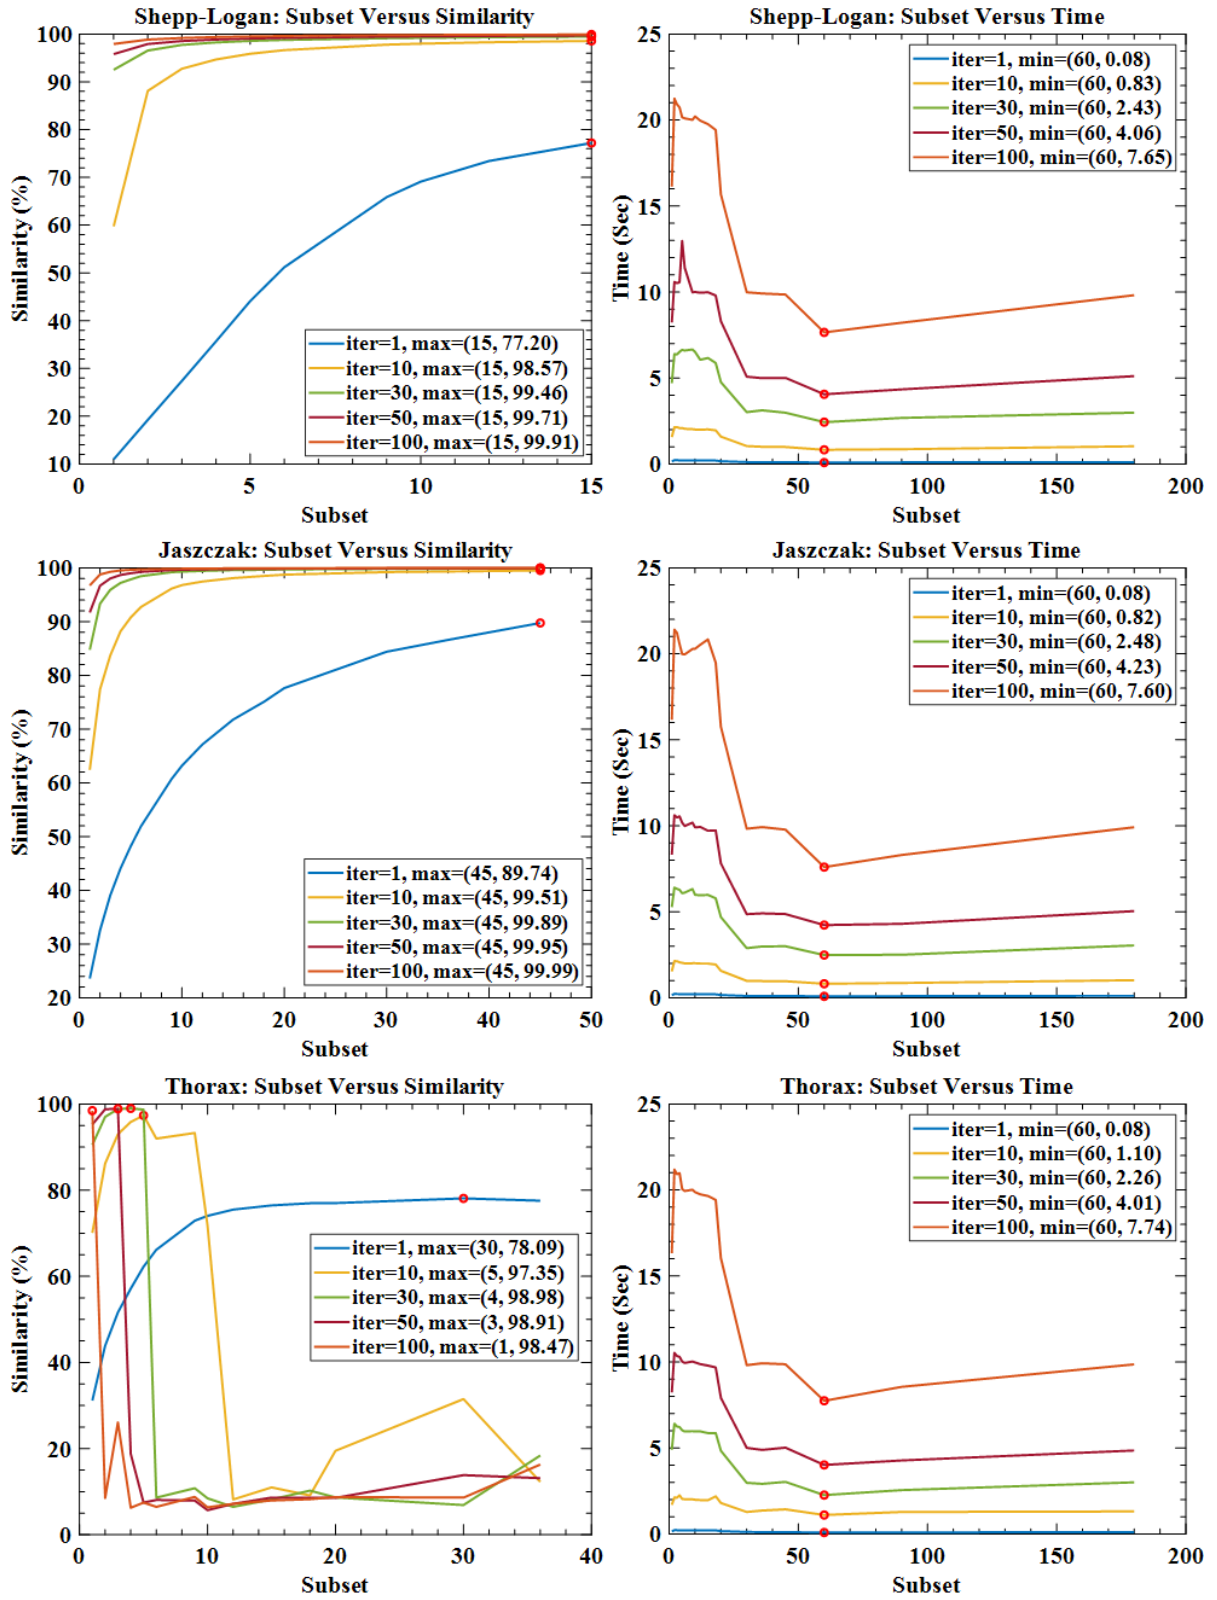 Shepp-Logan: Subset Versus Similarity
100
90
80
70
60
50
40
30
20
10
0
5
10
15
Similarity (%)
Subset
iter=1, max=(15, 77.20)
iter=10, max=(15, 98.57)
iter=30, max=(15, 99.46)
iter=50, max=(15, 99.71)
iter=100, max=(15, 99.91)
Shepp-Logan: Subset Versus Time
25
20
15
10
5
0
0
50
100
150
200
Time (Sec)
Subset
iter=1, min=(60, 0.08)
iter=10, min=(60, 0.83)
iter=30, min=(60, 2.43)
iter=50, min=(60, 4.06)
iter=100, min=(60, 7.65)
Jaszczak: Subset Versus Similarity
100
90
80
70
60
50
40
30
20
0
10
20
30
40
50
Similarity (%)
Subset
iter=1, max=(45, 89.74)
iter=10, max=(45, 99.51)
iter=30, max=(45, 99.89)
iter=50, max=(45, 99.95)
iter=100, max=(45, 99.99)
Jaszczak: Subset Versus Time
25
20
15
10
5
0
0
50
100
150
200
Time (Sec)
Subset
iter=1, min=(60, 0.08)
iter=10, min=(60, 0.82)
iter=30, min=(60, 2.48)
iter=50, min=(60, 4.23)
iter=100, min=(60, 7.60)
Thorax: Subset Versus Similarity
100
80
60
40
20
0
0
10
20
30
40
Similarity (%)
Subset
iter=1, max=(30, 78.09)
iter=10, max=(5, 97.35)
iter=30, max=(4, 98.98)
iter=50, max=(3, 98.91)
iter=100, max=(1, 98.47)
Thorax: Subset Versus Time
25
20
15
10
5
0
0
50
100
150
200
Time (Sec)
Subset
iter=1, min=(60, 0.08)
iter=10, min=(60, 1.10)
iter=30, min=(60, 2.26)
iter=50, min=(60, 4.01)
iter=100, min=(60, 7.74)